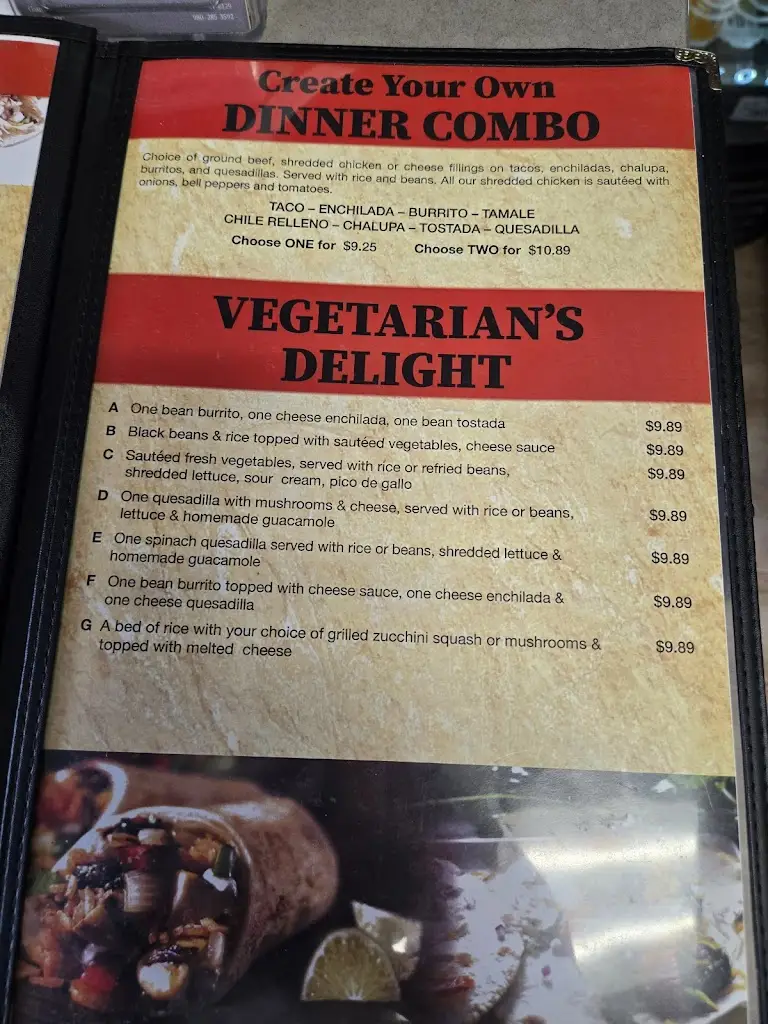 980 285 8592
Create Your Own
DINNER COMBO
Choice of ground beef, shredded chicken or cheese fillings on tacos, enchiladas, chalupa,
burritos, and quesadillas. Served with rice and beans. All our shredded chicken is sautéed with
onions, bell peppers and tomatoes.
TACO – ENCHILADA – BURRITO – TAMALE
CHILE RELLENO – CHALUPA – TOSTADA – QUESADILLA
Choose ONE for $9.25 Choose TWO for $10.89
VEGETARIAN'S
DELIGHT
A One bean burrito, one cheese enchilada, one bean tostada $9.89
B Black beans & rice topped with sautéed vegetables, cheese sauce $9.89
C Sautéed fresh vegetables, served with rice or refried beans, $9.89
shredded lettuce, sour cream, pico de gallo
D One quesadilla with mushrooms & cheese, served with rice or beans, $9.89
lettuce & homemade guacamole
E One spinach quesadilla served with rice or beans, shredded lettuce & $9.89
homemade guacamole
F One bean burrito topped with cheese sauce, one cheese enchilada & $9.89
one cheese quesadilla
G A bed of rice with your choice of grilled zucchini squash or mushrooms & $9.89
topped with melted cheese